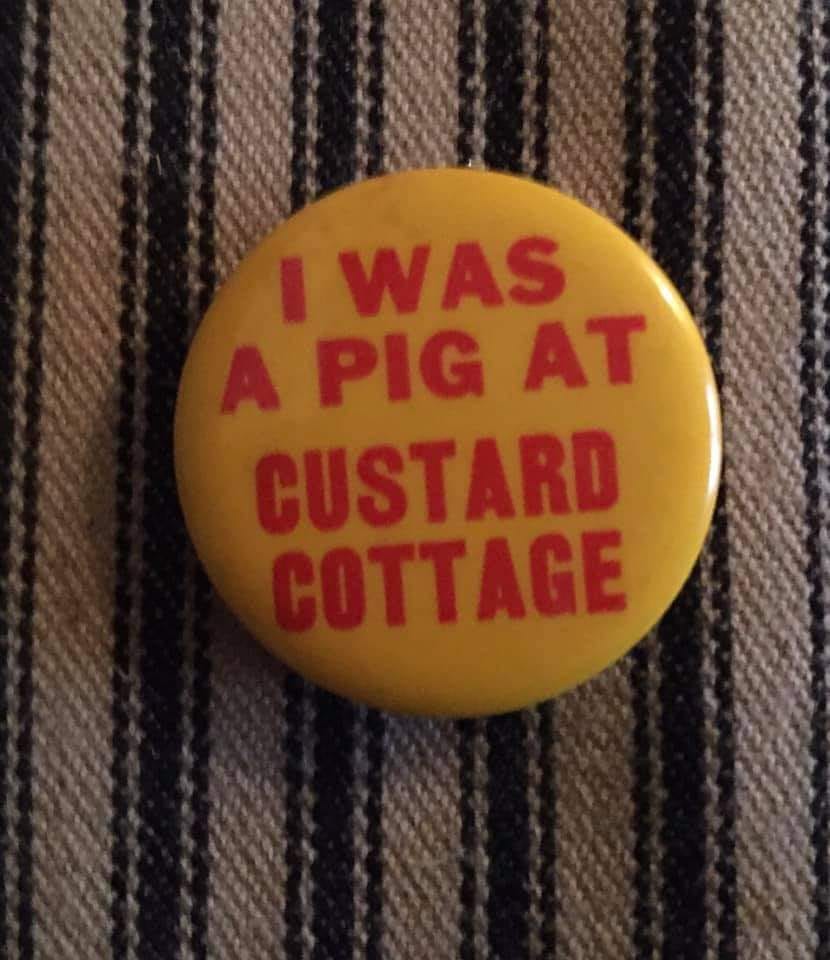 I WAS
A PIG AT
CUSTARD
COTTAGE